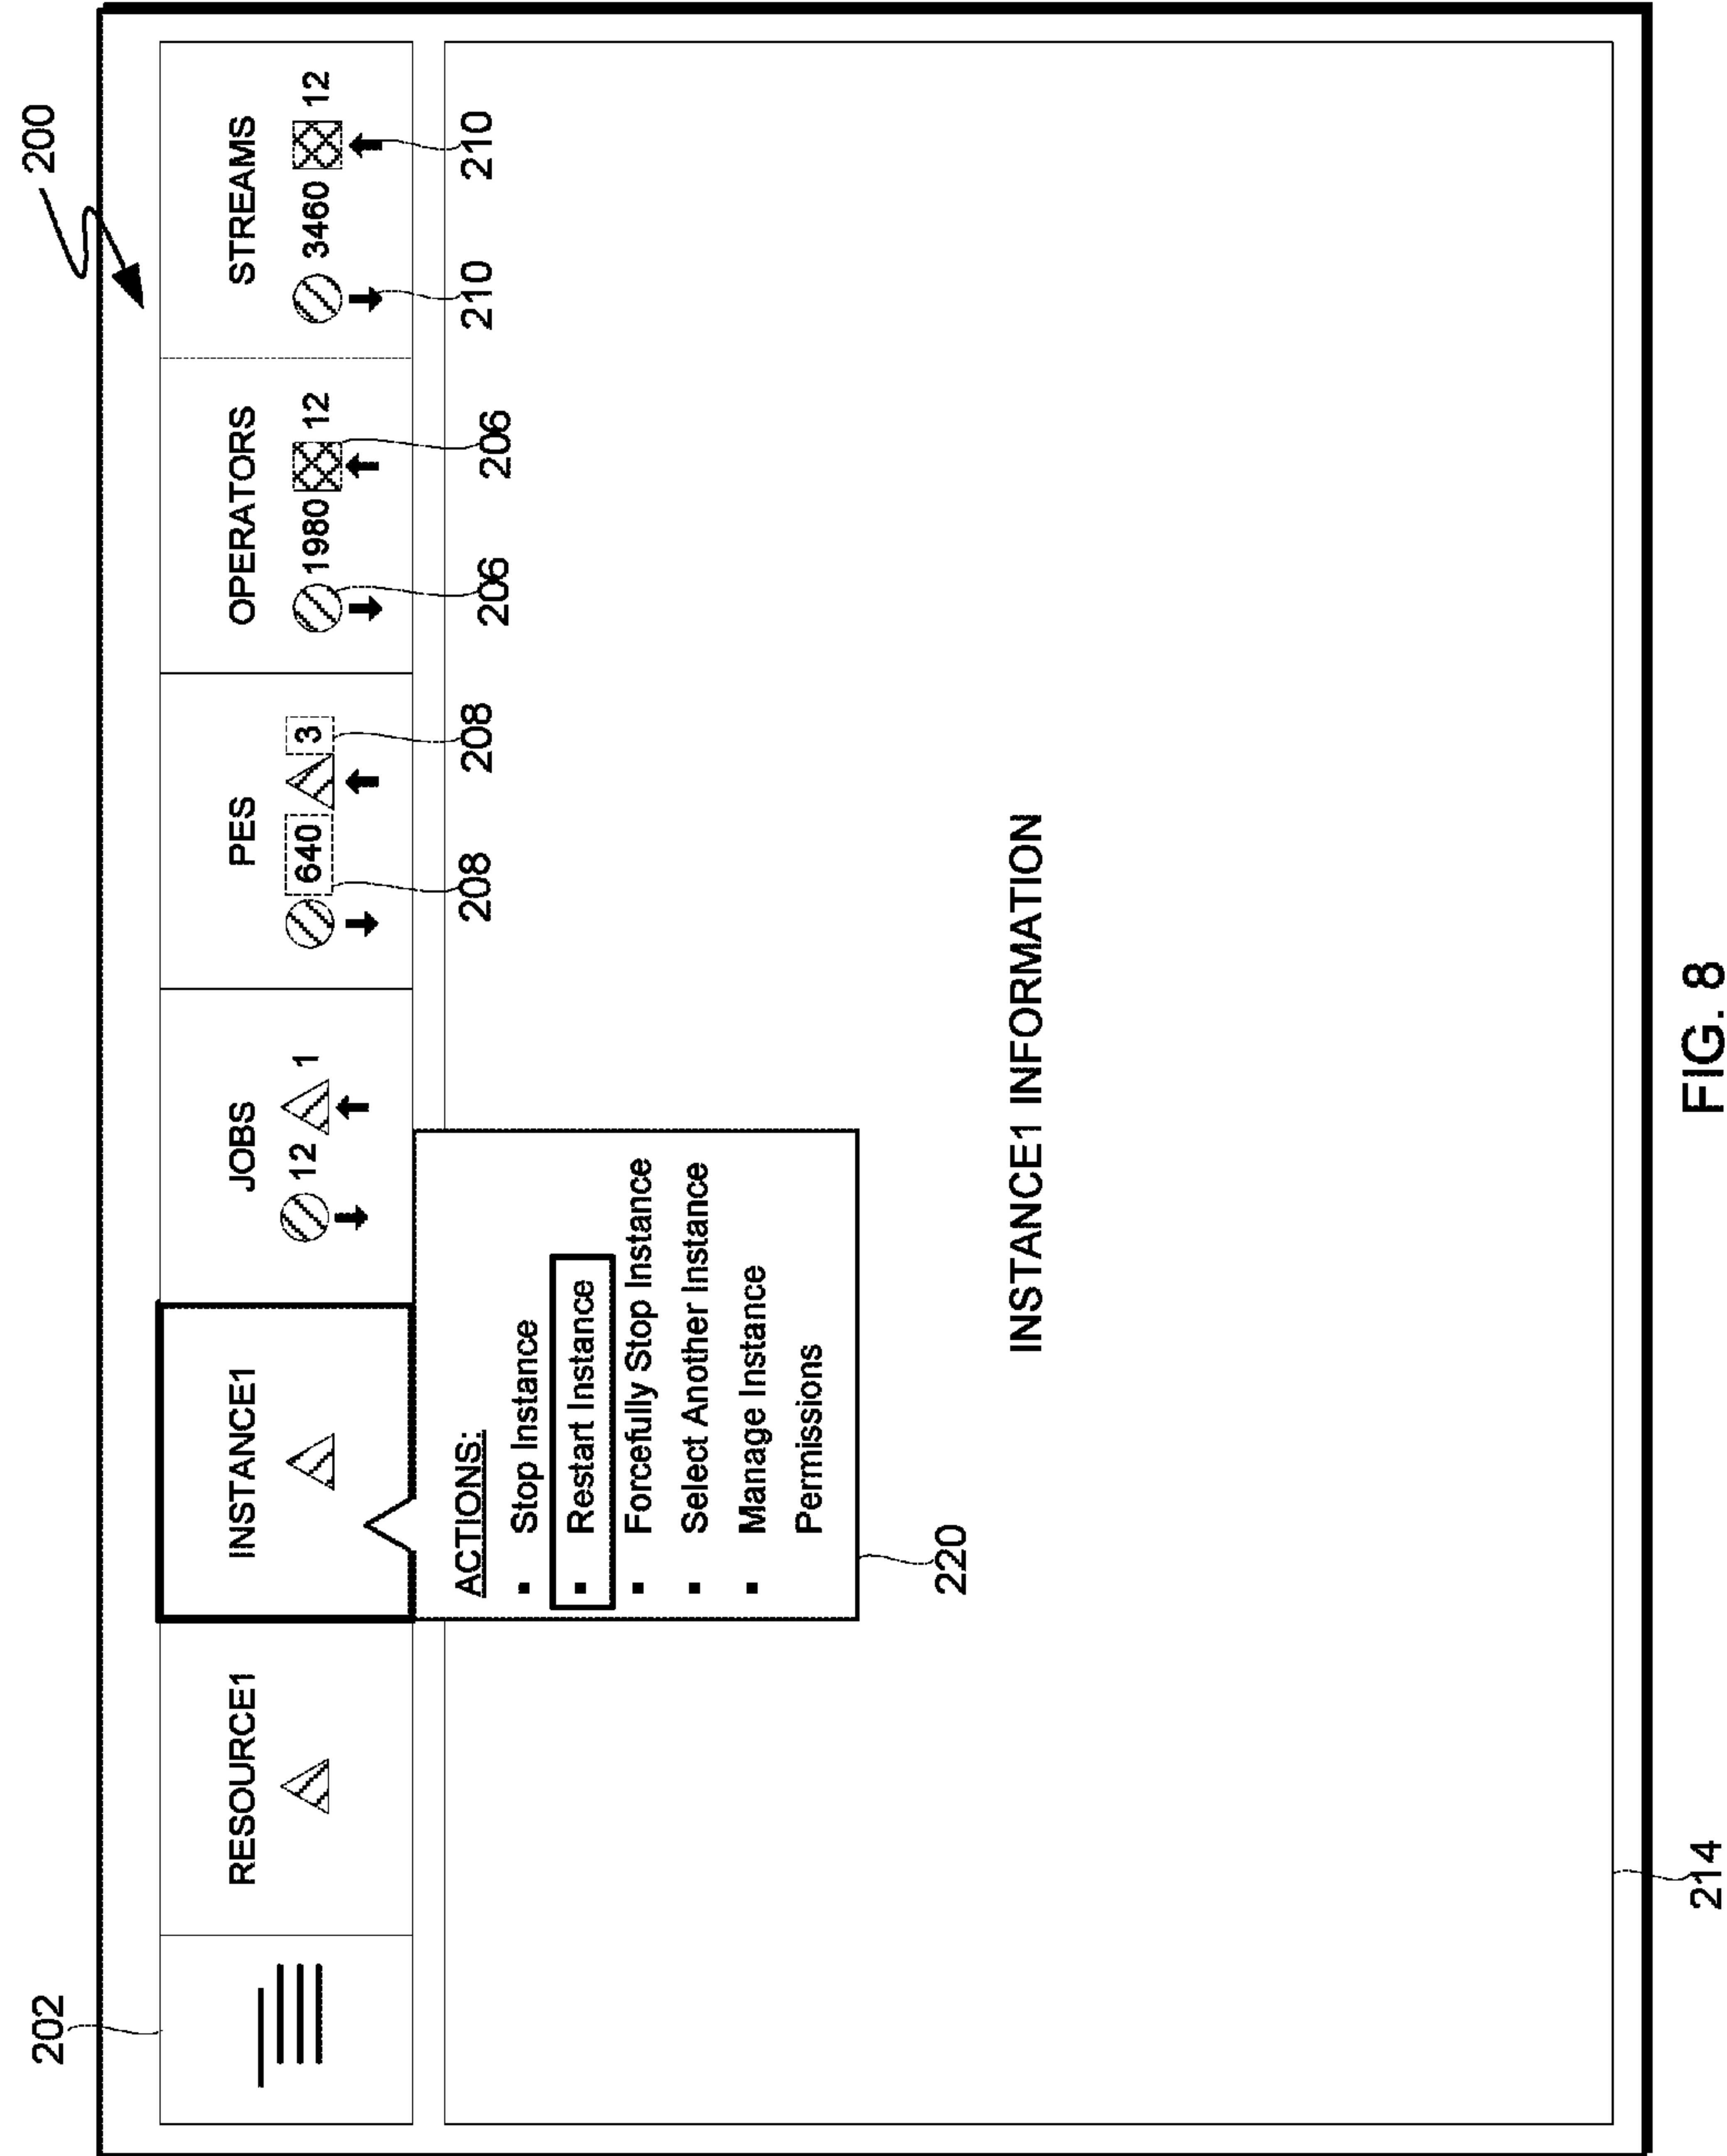 200
202
RESOURCE1
INSTANCE1
JOBS
12 1
PES
640 3
OPERATORS
1980 12
STREAMS
3460 12
208 208
206 206
210 210
ACTIONS:
▪ Stop Instance
▪ Restart Instance
▪ Forcefully Stop Instance
▪ Select Another Instance
▪ Manage Instance
Permissions
220
INSTANCE1 INFORMATION
214
FIG. 8